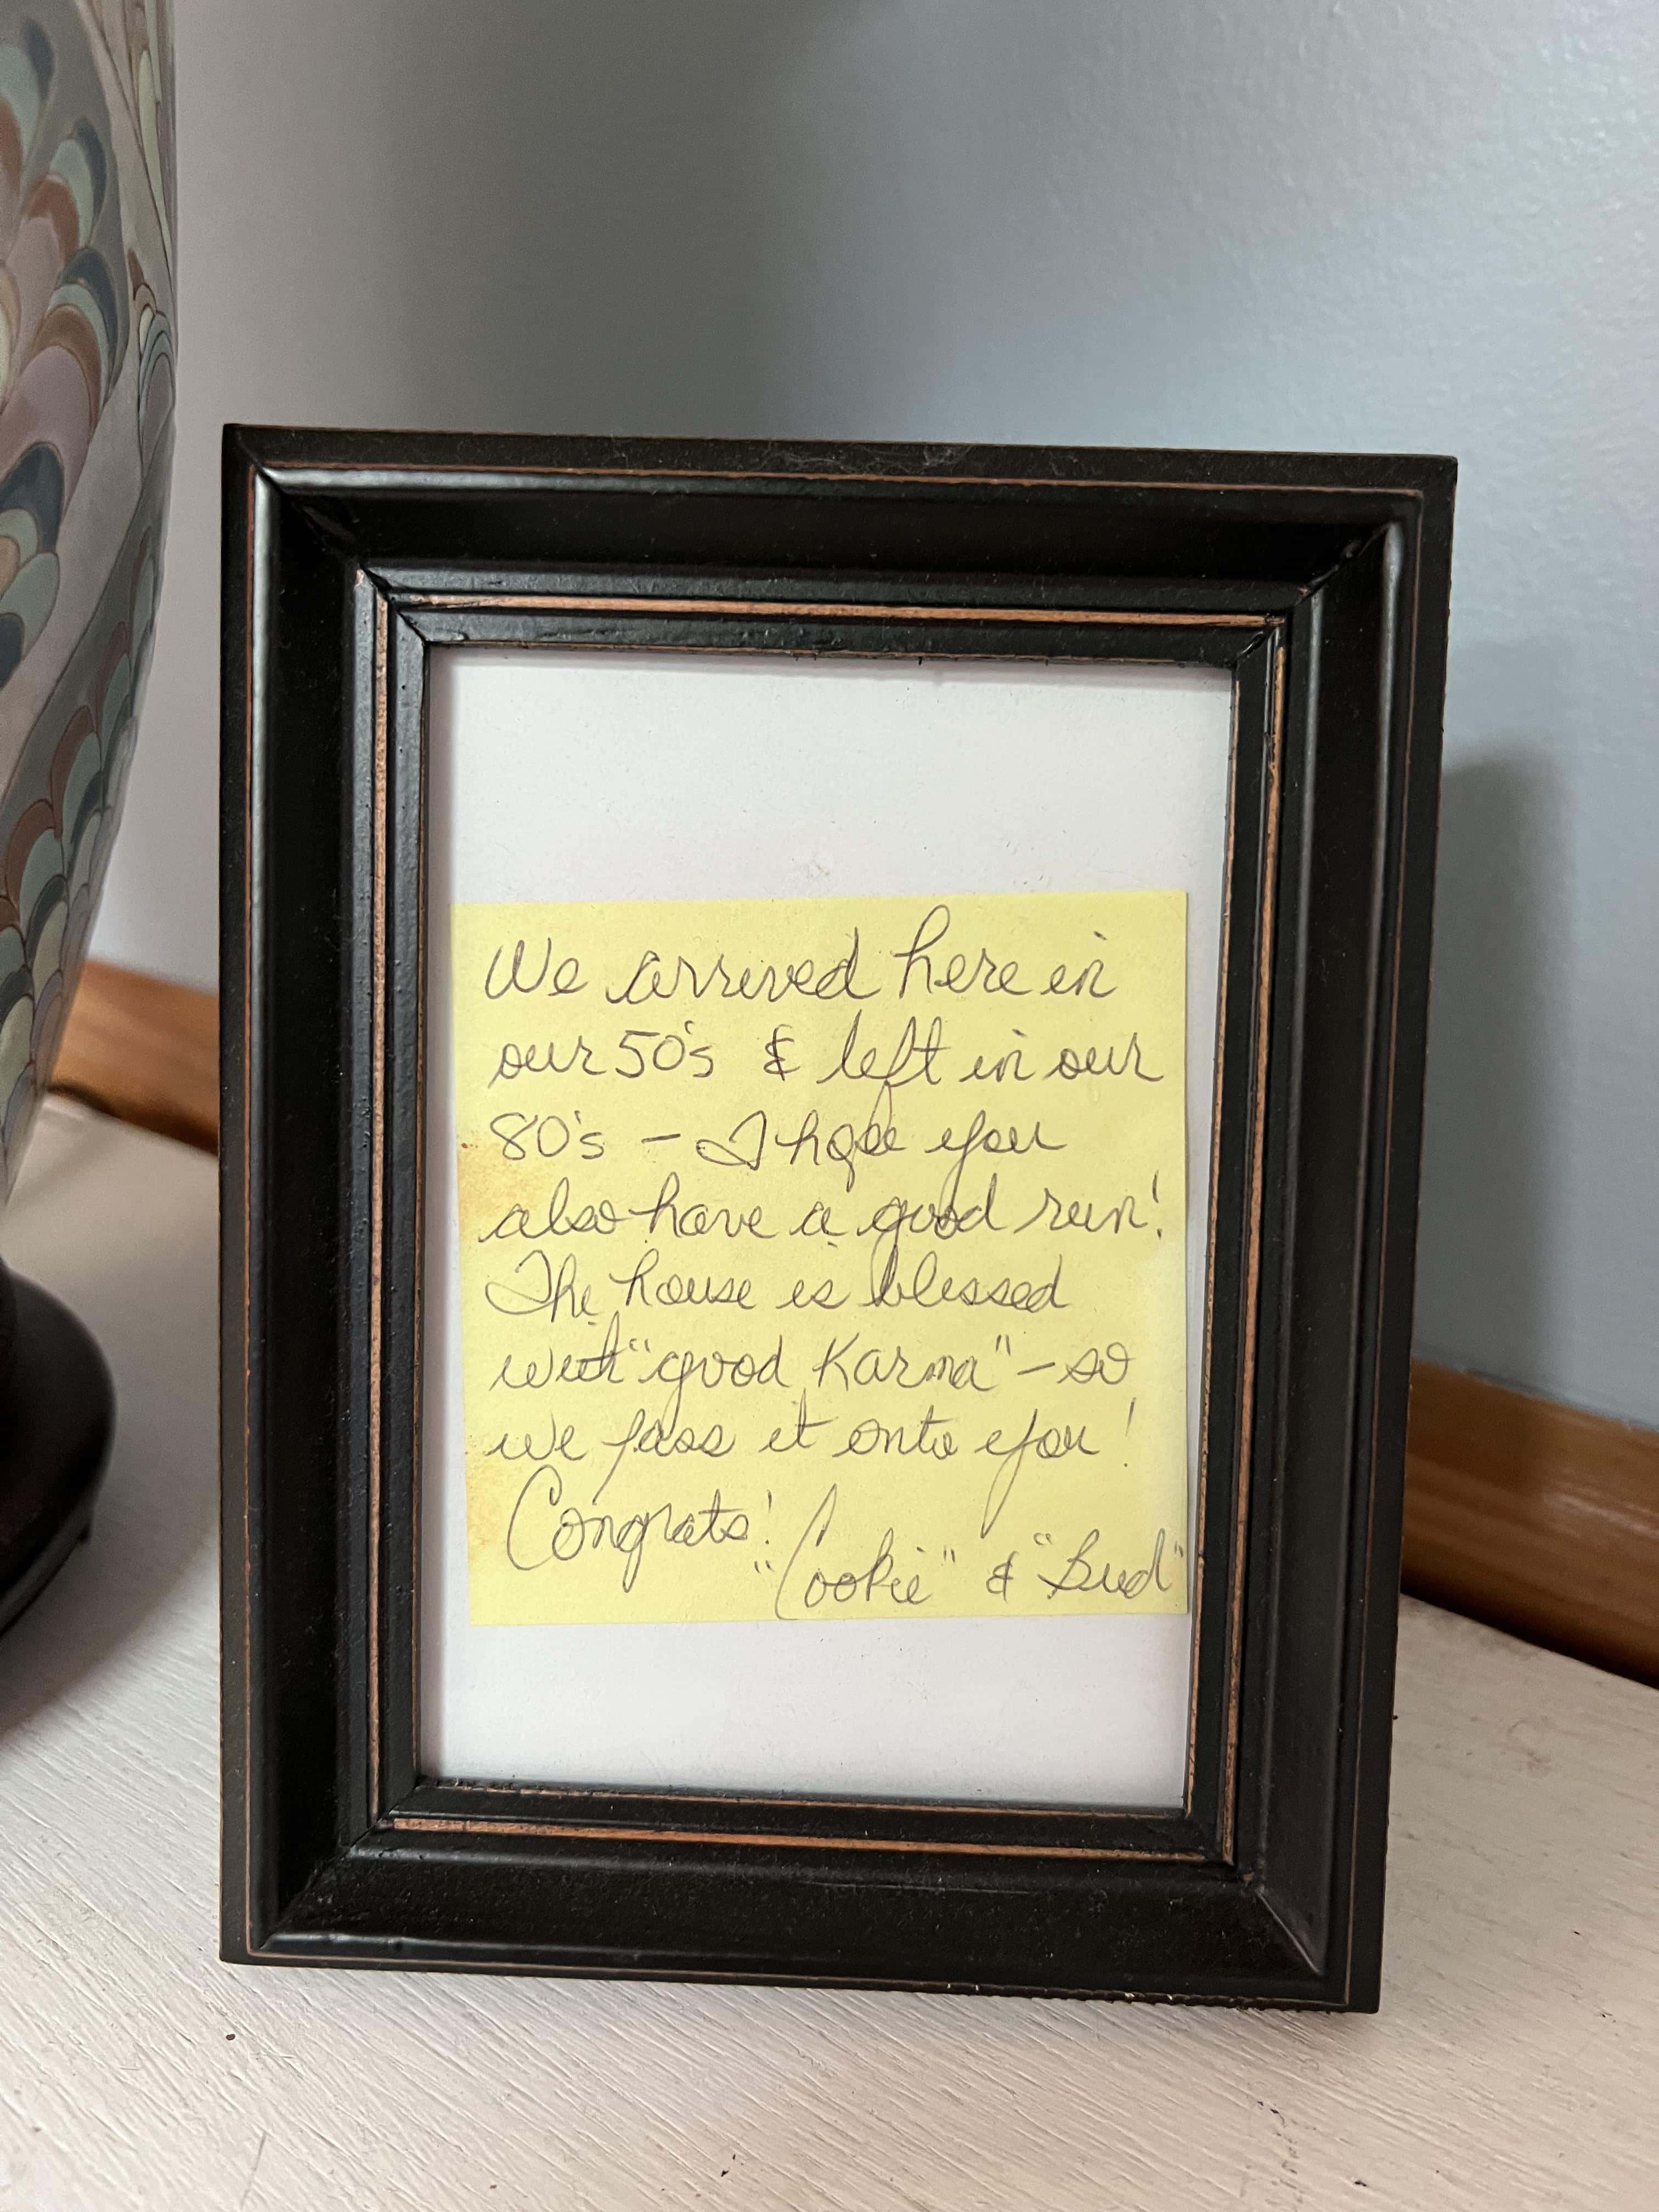 We arrived here in
our 50's & left in our
80's - I hope you
also have a good run!
The house is blessed
with "good Karma" - so
we pass it onto you!
Congrats!
"Cookie" & "Bud"